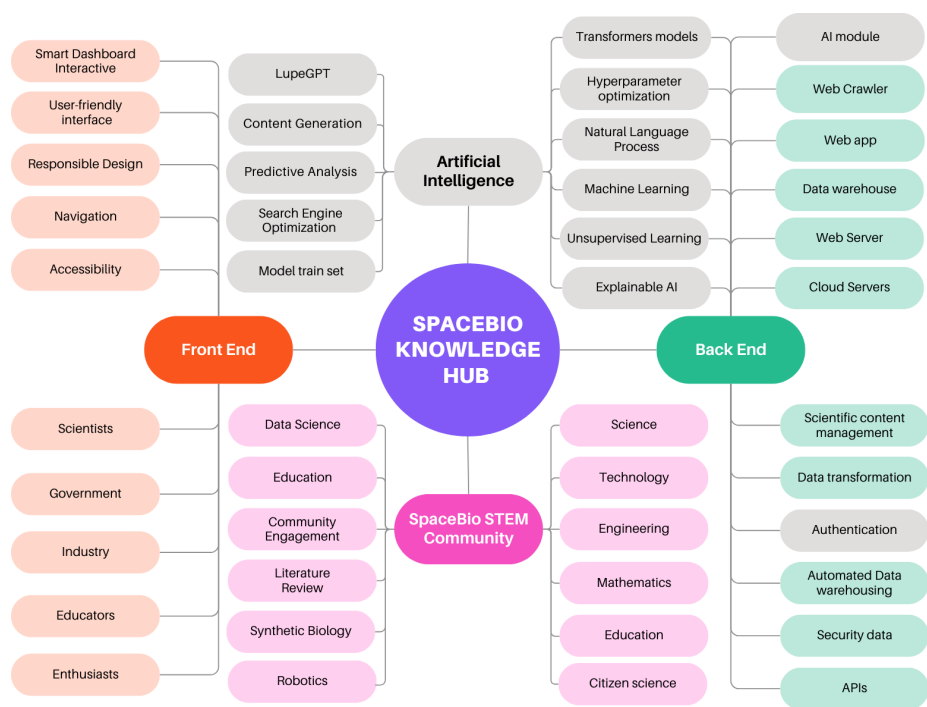 Smart Dashboard
Interactive
User-friendly
interface
Responsible Design
Navigation
Accessibility
Front End
Scientists
Government
Industry
Educators
Enthusiasts
LupeGPT
Content Generation
Predictive Analysis
Search Engine
Optimization
Model train set
Artificial
Intelligence
Transformers models
Hyperparameter
optimization
Natural Language
Process
Machine Learning
Unsupervised Learning
Explainable AI
SPACEBIO
KNOWLEDGE
HUB
Data Science
Education
Community
Engagement
Literature
Review
Synthetic Biology
Robotics
SpaceBio STEM
Community
Science
Technology
Engineering
Mathematics
Education
Citizen science
AI module
Web Crawler
Web app
Data warehouse
Web Server
Cloud Servers
Back End
Scientific content
management
Data transformation
Authentication
Automated Data
warehousing
Security data
APIs